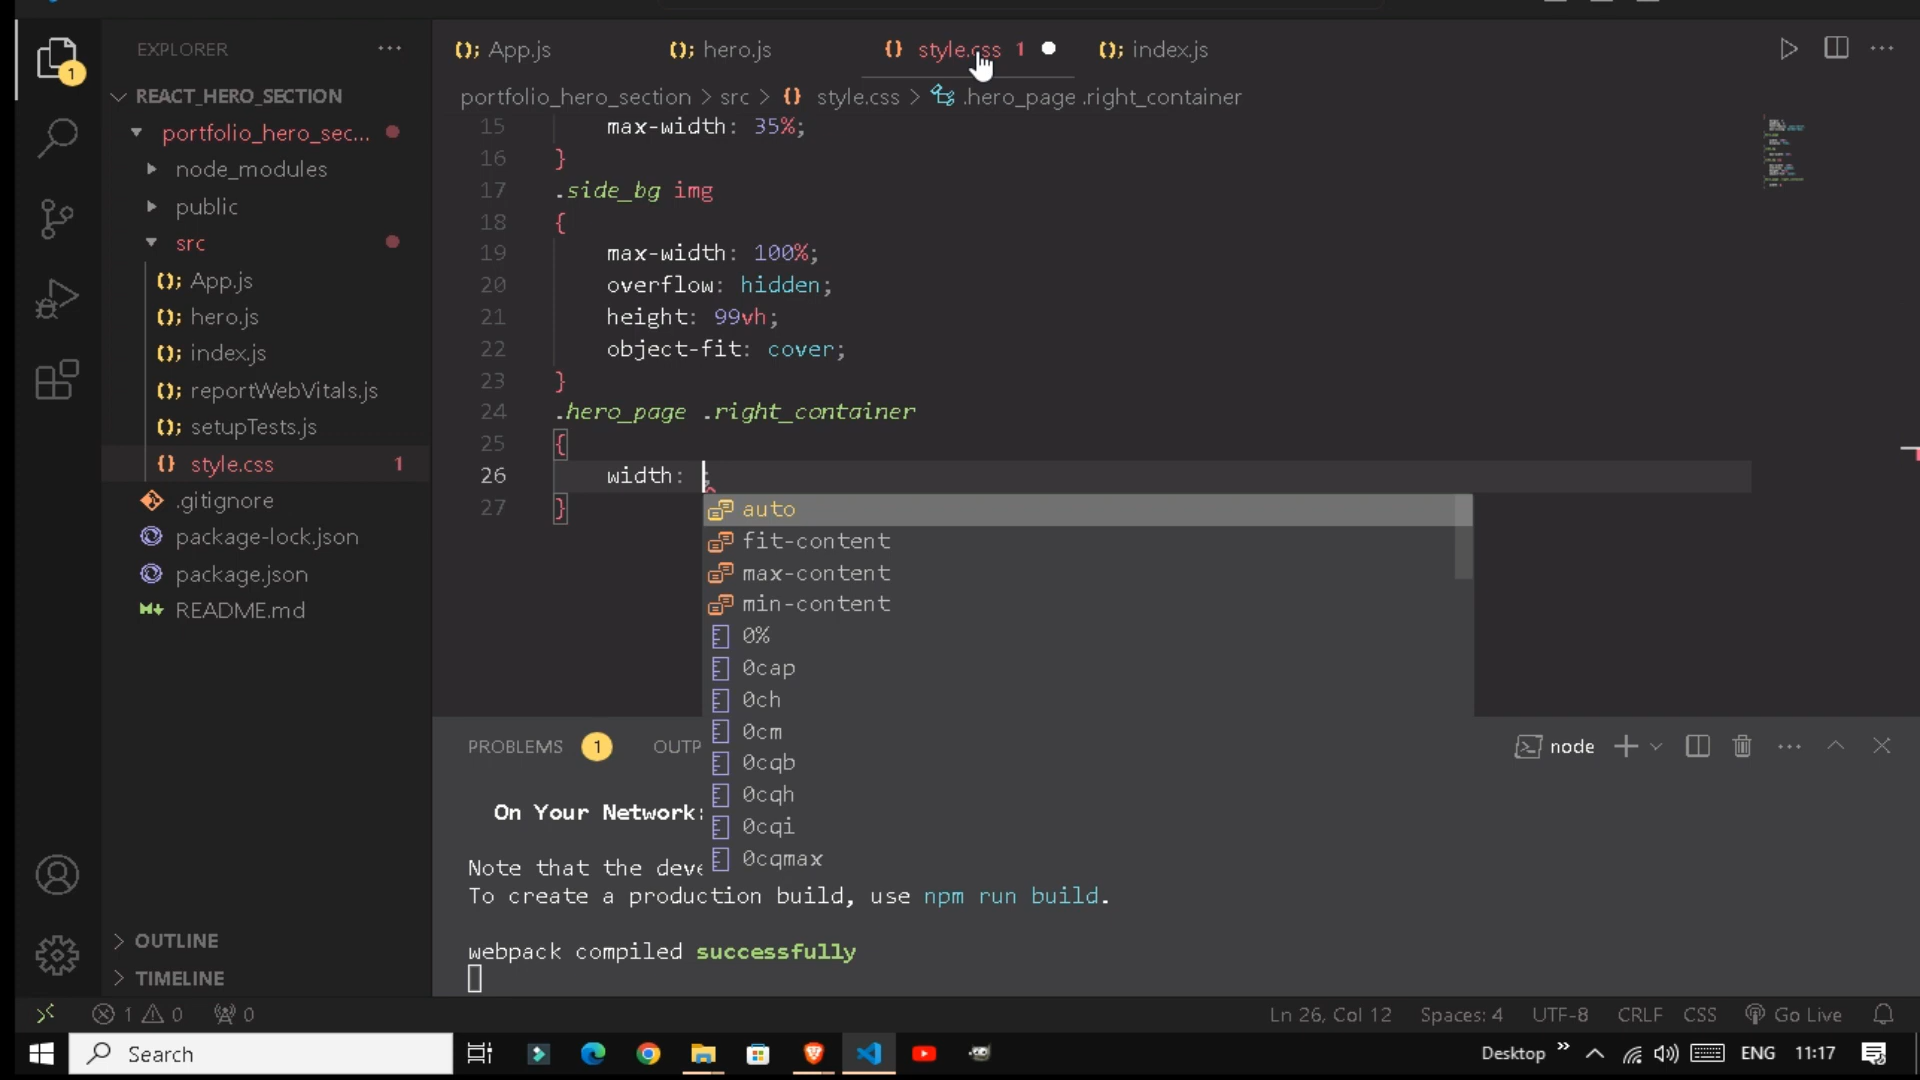 EXPLORER
REACT_HERO_SECTION
portfolio_hero_sec...
node_modules
public
src
App.js
hero.js
index.js
reportWebVitals.js
setupTests.js
style.css 1
.gitignore
package-lock.json
package.json
README.md
OUTLINE
TIMELINE
1
App.js
hero.js
style.css 1
index.js
portfolio_hero_section > src > {} style.css > .hero_page .right_container
15 max-width: 35%;
16 }
17 .side_bg img
18 {
19 max-width: 100%;
20 overflow: hidden;
21 height: 99vh;
22 object-fit: cover;
23 }
24 .hero_page .right_container
25 {
26 width: ;
27 }
auto
fit-content
max-content
min-content
0%
0cap
0ch
0cm
0cqb
0cqh
0cqi
0cqmax
PROBLEMS 1 OUTP
node
On Your Network:
Note that the deve
To create a production build, use npm run build.
webpack compiled successfully
1 0 0
Ln 26, Col 12 Spaces: 4 UTF-8 CRLF CSS Go Live
Search
Desktop ENG 11:17